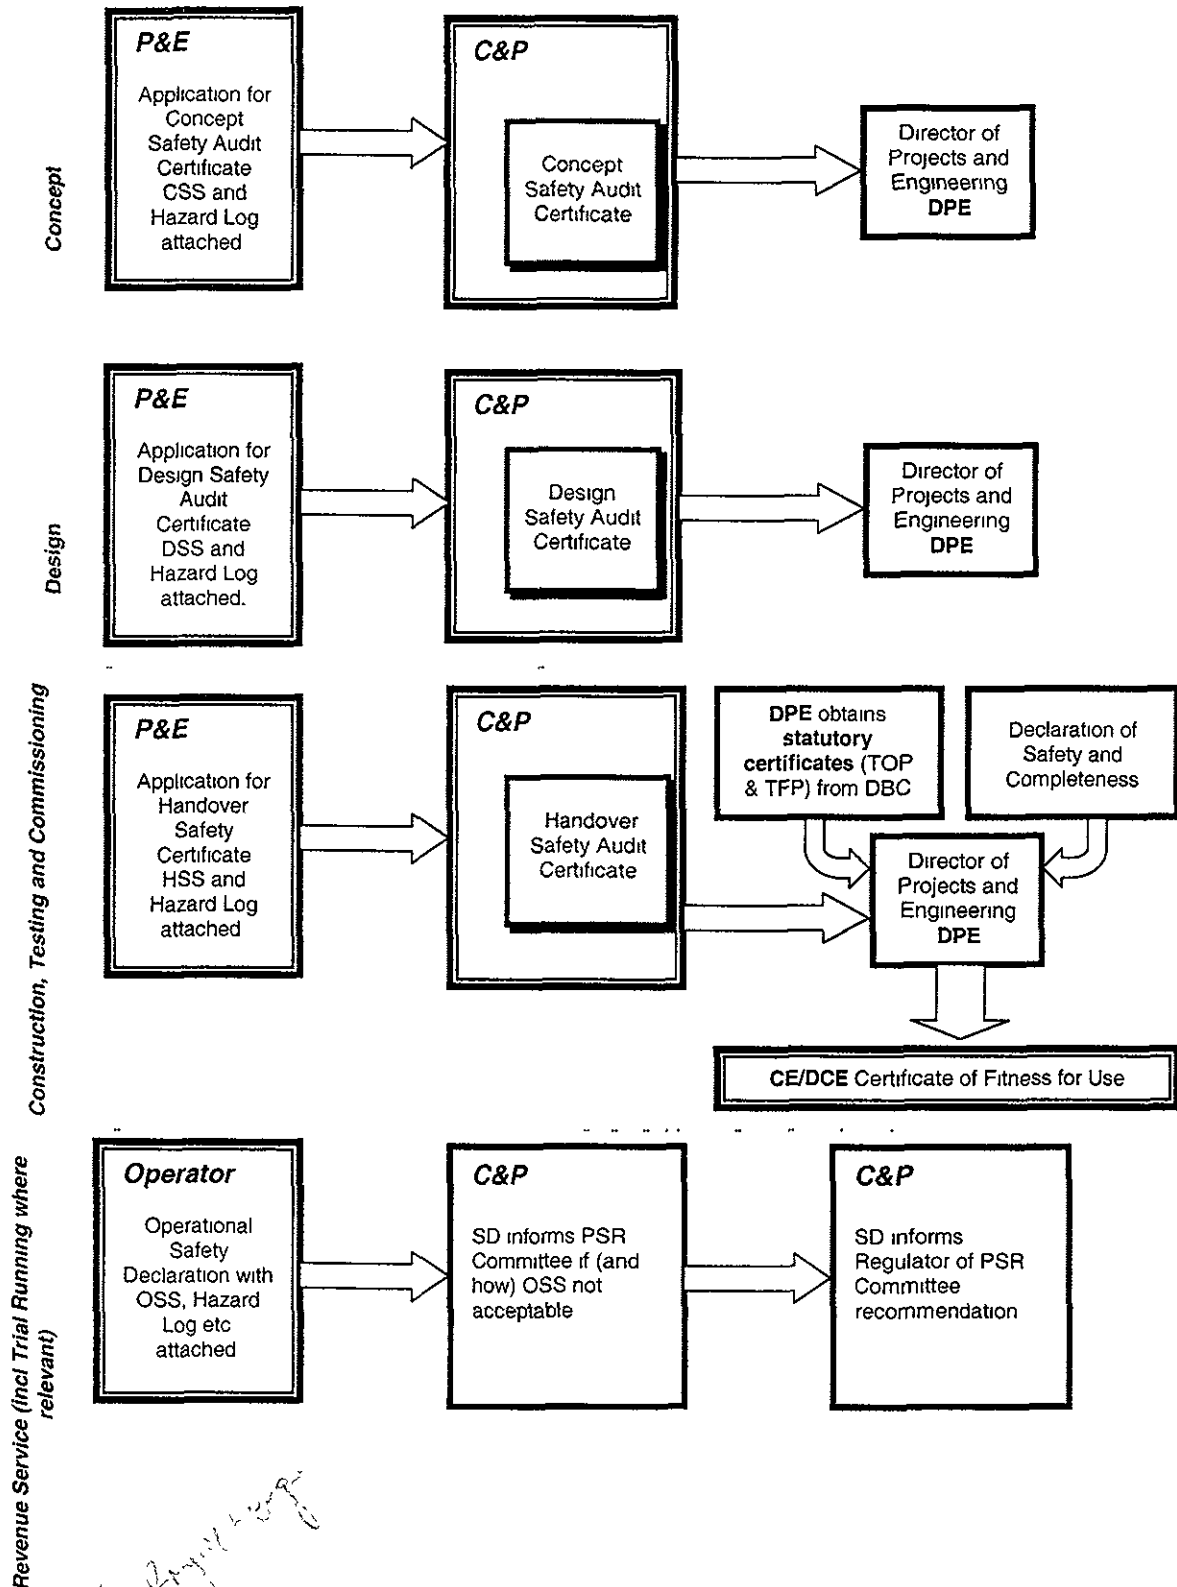 Concept
P&E
Application for
Concept
Safety Audit
Certificate
CSS and
Hazard Log
attached
C&P
Concept
Safety Audit
Certificate
Director of
Projects and
Engineering
DPE
Design
P&E
Application for
Design Safety
Audit
Certificate
DSS and
Hazard Log
attached.
C&P
Design
Safety Audit
Certificate
Director of
Projects and
Engineering
DPE
Construction, Testing and Commissioning
P&E
Application for
Handover
Safety
Certificate
HSS and
Hazard Log
attached
C&P
Handover
Safety Audit
Certificate
DPE obtains
statutory
certificates (TOP
& TFP) from DBC
Declaration of
Safety and
Completeness
Director of
Projects and
Engineering
DPE
CE/DCE Certificate of Fitness for Use
Revenue Service (incl Trial Running where
relevant)
Operator
Operational
Safety
Declaration with
OSS, Hazard
Log etc
attached
C&P
SD informs PSR
Committee if (and
how) OSS not
acceptable
C&P
SD informs
Regulator of PSR
Committee
recommendation